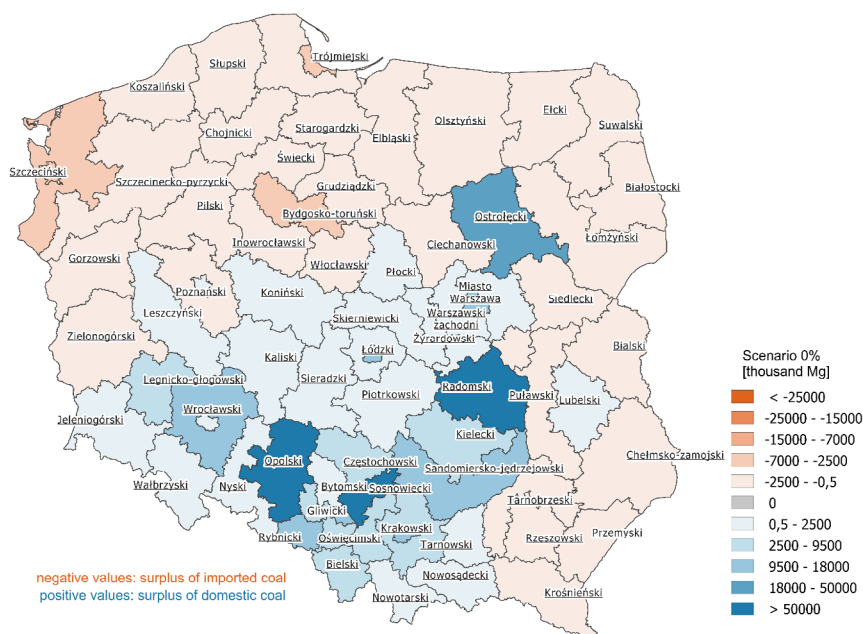 Trójmiejski
Słupski
Koszaliński
Ełcki
Olsztyński
Suwalski
Chojnicki
Starogardzki
Elbląski
Świecki
Szczeciński
Szczecinecko-pyrzycki
Grudziądzki
Białostocki
Pilski
Bydgosko-toruński
Ostrołęcki
Inowrocławski
Ciechanowski
Łomżyński
Gorzowski
Włocławski
Płocki
Poznański
Koniński
Miasto
Warszawa
Siedlecki
Leszczyński
Skierniewicki
Warszawski
zachodni
Zielonogórski
Żyrardowski
Bialski
Łódzki
Kaliski
Legnicko-głogowski
Sieradzki
Radomski
Piotrkowski
Puławski
Lubelski
Wrocławski
Jeleniogórski
Kielecki
Chełmsko-zamojski
Opolski
Częstochowski
Sandomiersko-jędrzejowski
Wałbrzyski
Nyski
Bytomski
Sosnowiecki
Tarnobrzeski
Gliwicki
Krakowski
Rybnicki
Oświęcimski
Rzeszowski
Przemyski
Tarnowski
Bielski
Nowosądecki
Nowotarski
Krośnieński
Scenario 0%
[thousand Mg]
< -25000
-25000 - -15000
-15000 - -7000
-7000 - -2500
-2500 - -0,5
0
0,5 - 2500
2500 - 9500
9500 - 18000
18000 - 50000
> 50000
negative values: surplus of imported coal
positive values: surplus of domestic coal